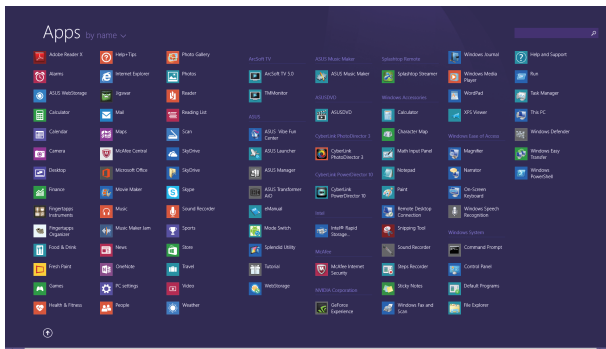 Apps by name
Adobe Reader X
Alarms
ASUS WebStorage
Calculator
Calendar
Camera
Desktop
Finance
Fingertapps
Instruments
Fingertapps
Organizer
Food & Drink
Fresh Paint
Games
Health & Fitness
Help+Tips
Internet Explorer
Jigswar
Mail
Maps
McAfee Central
Microsoft Office
Movie Maker
Music
Music Maker Jam
News
OneNote
PC settings
People
Photo Gallery
Photos
Reader
Reading List
Scan
SkyDrive
SkyDrive
Skype
Sound Recorder
Sports
Store
Travel
Video
Weather
ArcSoft TV
ArcSoft TV 5.0
TMMonitor
ASUS
ASUS Vibe Fun
Center
ASUS Launcher
ASUS Manager
ASUS Transformer
AiO
eManual
Mode Switch
Splendid Utility
Tutorial
WebStorage
ASUS Music Maker
ASUS Music Maker
ASUSDVD
ASUSDVD
CyberLink PhotoDirector 3
CyberLink
PhotoDirector 3
CyberLink PowerDirector 10
CyberLink
PowerDirector 10
Intel
Intel® Rapid
Storage...
McAfee
McAfee Internet
Security
NVIDIA Corporation
GeForce
Experience
Splashtop Remote
Splashtop Streamer
Windows Accessories
Calculator
Character Map
Math Input Panel
Notepad
Paint
Remote Desktop
Connection
Snipping Tool
Sound Recorder
Steps Recorder
Sticky Notes
Windows Fax and
Scan
Windows Journal
Windows Media
Player
WordPad
XPS Viewer
Windows Ease of Access
Magnifier
Narrator
On-Screen
Keyboard
Windows Speech
Recognition
Windows System
Command Prompt
Control Panel
Default Programs
File Explorer
Help and Support
Run
Task Manager
This PC
Windows Defender
Windows Easy
Transfer
Windows
PowerShell